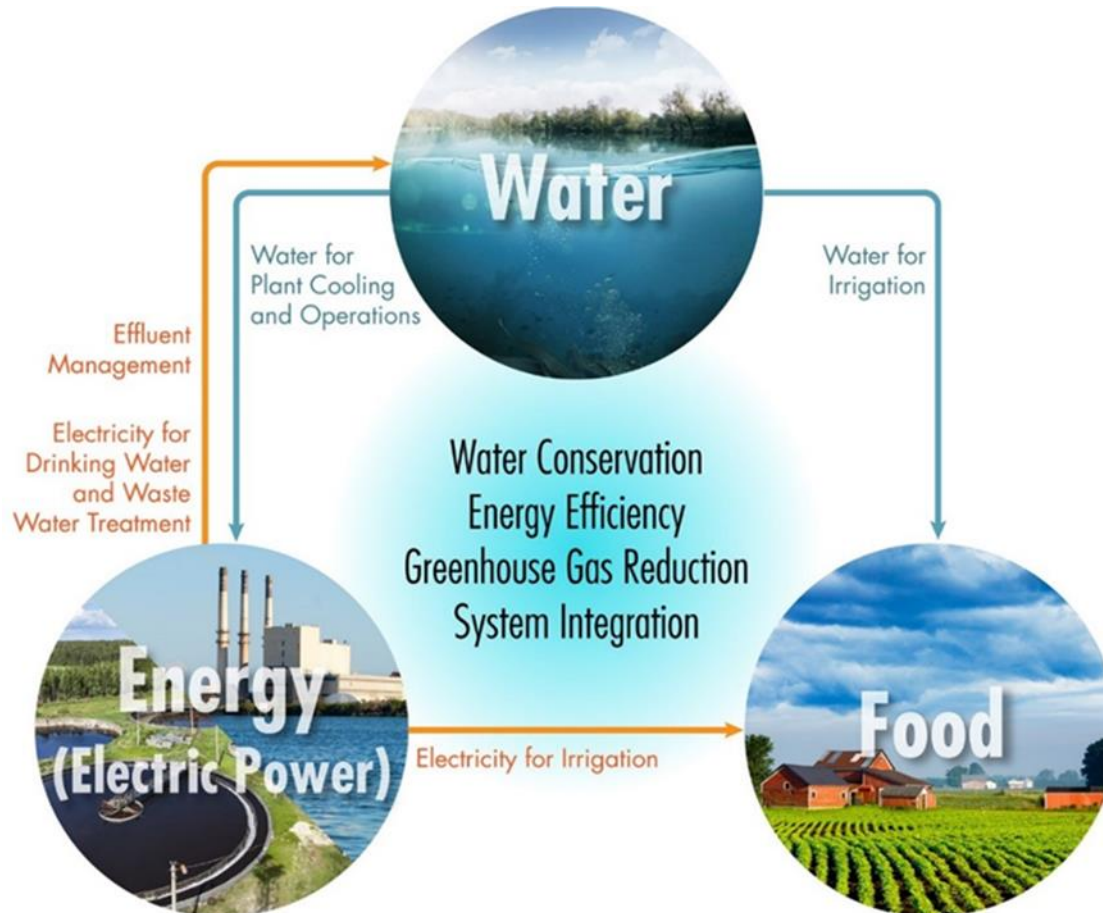 Water
Water for
Plant Cooling
and Operations
Water for
Irrigation
Effluent
Management
Electricity for
Drinking Water
and Waste
Water Treatment
Water Conservation
Energy Efficiency
Greenhouse Gas Reduction
System Integration
Energy
(Electric Power)
Electricity for Irrigation
Food